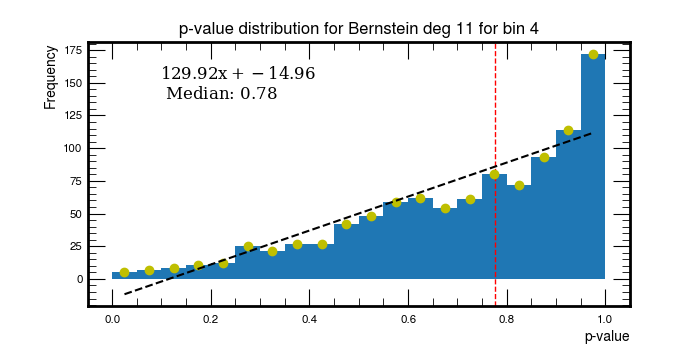 p-value distribution for Bernstein deg 11 for bin 4
Frequency
175
150
125
100
75
50
25
0
129.92x + −14.96
Median: 0.78
0.0 0.2 0.4 0.6 0.8 1.0
p-value